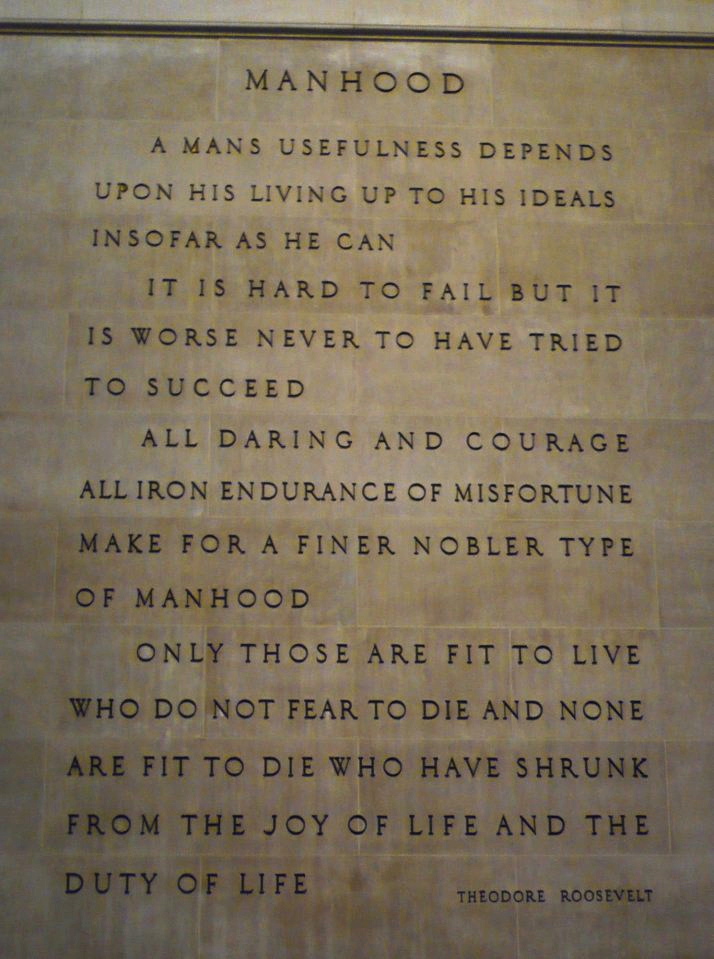 MANHOOD
A MANS USEFULNESS DEPENDS
UPON HIS LIVING UP TO HIS IDEALS
INSOFAR AS HE CAN
IT IS HARD TO FAIL BUT IT
IS WORSE NEVER TO HAVE TRIED
TO SUCCEED
ALL DARING AND COURAGE
ALL IRON ENDURANCE OF MISFORTUNE
MAKE FOR A FINER NOBLER TYPE
OF MANHOOD
ONLY THOSE ARE FIT TO LIVE
WHO DO NOT FEAR TO DIE AND NONE
ARE FIT TO DIE WHO HAVE SHRUNK
FROM THE JOY OF LIFE AND THE
DUTY OF LIFE
THEODORE ROOSEVELT